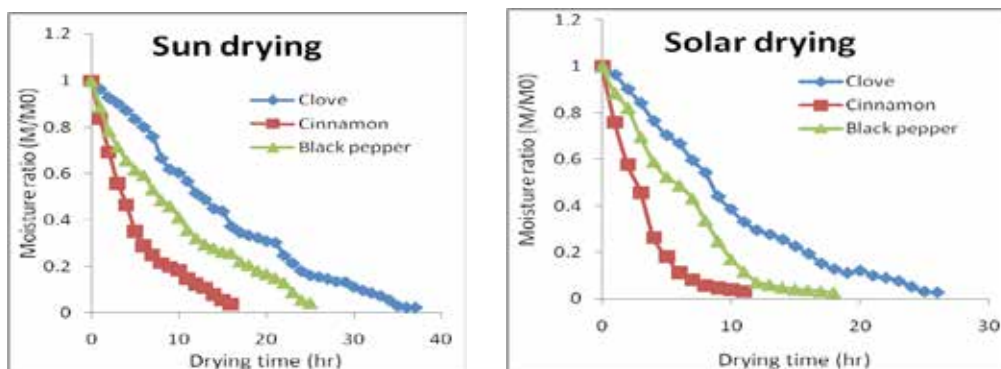 Sun drying
1.2
1
0.8
0.6
0.4
0.2
0
Moisture ratio (M/M0)
Clove
Cinnamon
Black pepper
0 10 20 30 40
Drying time (hr)
Solar drying
1.2
1
0.8
0.6
0.4
0.2
0
Moisture ratio [M/M0)
Clove
Cinnamon
Black pepper
0 10 20 30
Drying time (hr)